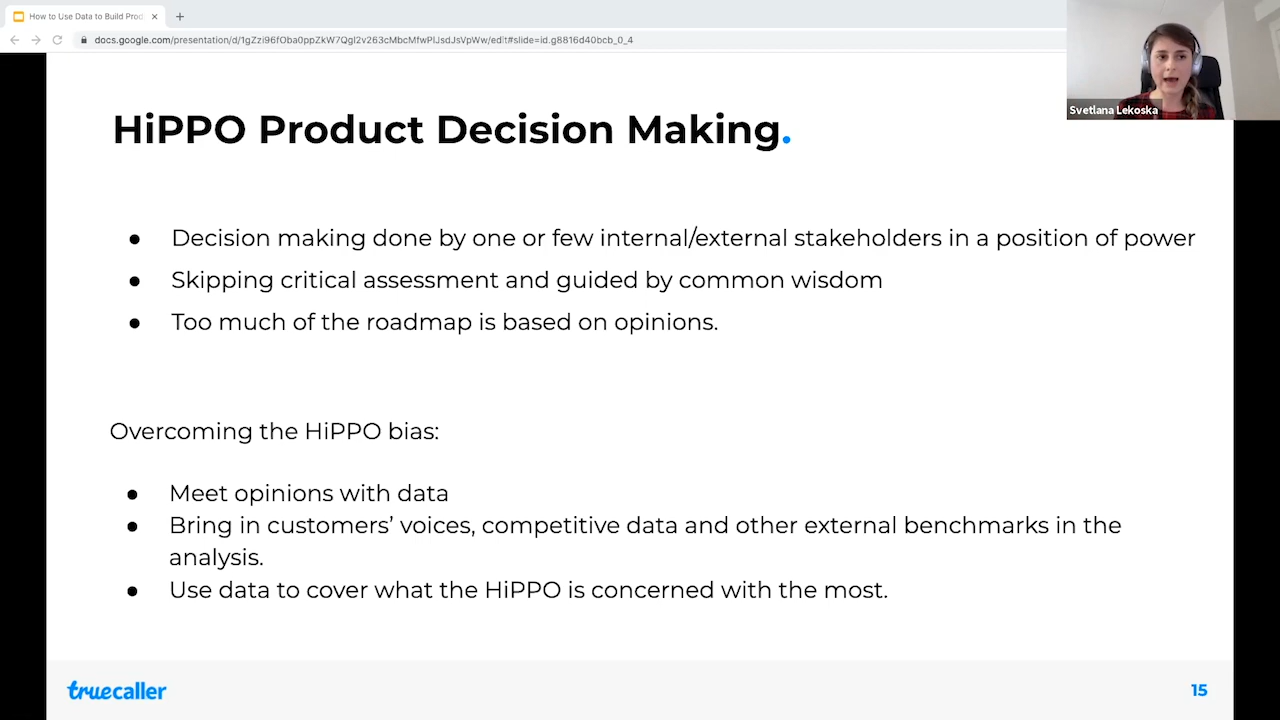 How to Use Data to Build Prod
docs.google.com/presentation/d/1gZzi96fOba0ppZkW7QgI2v263cMbcMfwPlJsdJsVpWw/edit#slide=id.g8816d40bcb_0_4
Svetlana Lekoska
HiPPO Product Decision Making.
● Decision making done by one or few internal/external stakeholders in a position of power
● Skipping critical assessment and guided by common wisdom
● Too much of the roadmap is based on opinions.
Overcoming the HiPPO bias:
● Meet opinions with data
● Bring in customers’ voices, competitive data and other external benchmarks in the
analysis.
● Use data to cover what the HiPPO is concerned with the most.
truecaller
15